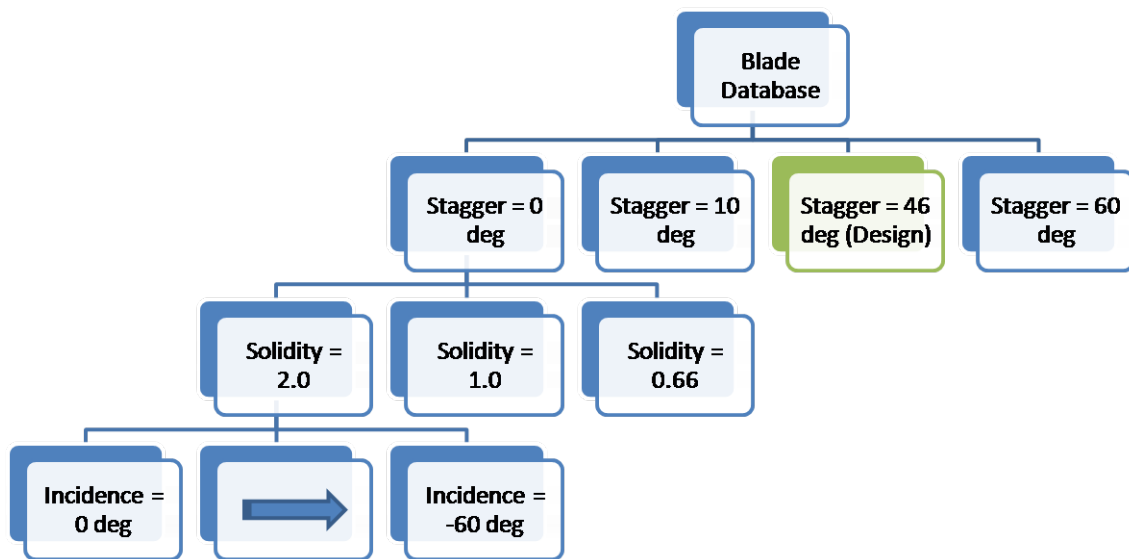 Blade
Database
Stagger = 0
deg
Stagger = 10
deg
Stagger = 46
deg (Design)
Stagger = 60
deg
Solidity =
2.0
Solidity =
1.0
Solidity =
0.66
Incidence =
0 deg
Incidence =
-60 deg